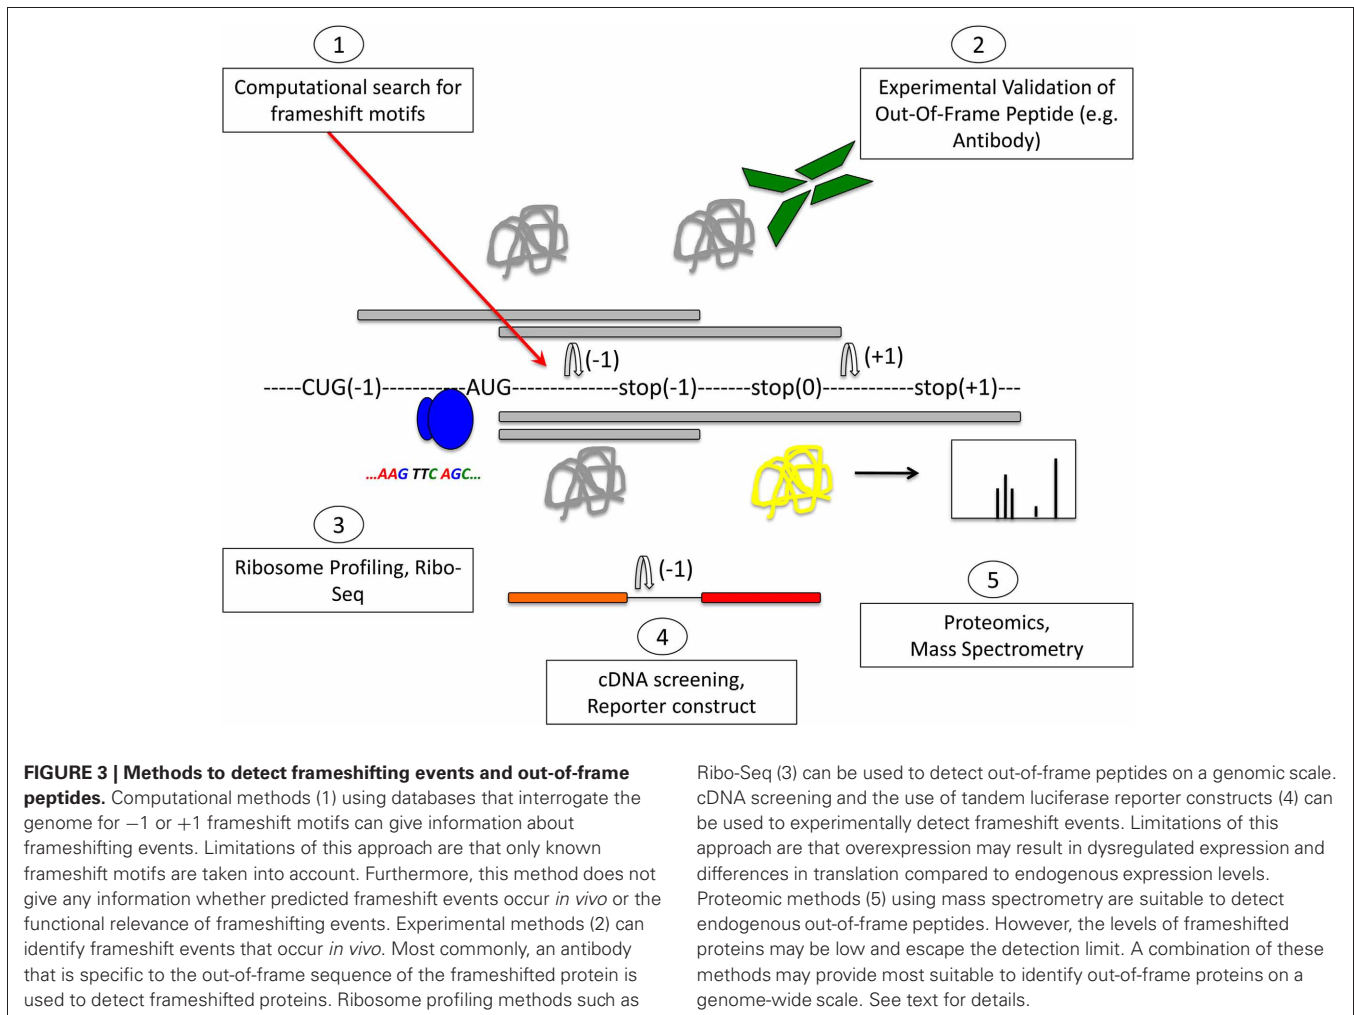 1
Computational search for
frameshift motifs
2
Experimental Validation of
Out-Of-Frame Peptide (e.g.
Antibody)
(-1)
(+1)
-----CUG(-1)-----------AUG--------------stop(-1)-------stop(0)------------stop(+1)---
...AAG TTC AGC...
3
Ribosome Profiling, Ribo-
Seq
(-1)
4
cDNA screening,
Reporter construct
5
Proteomics,
Mass Spectrometry
FIGURE 3 | Methods to detect frameshifting events and out-of-frame
peptides. Computational methods (1) using databases that interrogate the
genome for −1 or +1 frameshift motifs can give information about
frameshifting events. Limitations of this approach are that only known
frameshift motifs are taken into account. Furthermore, this method does not
give any information whether predicted frameshift events occur in vivo or the
functional relevance of frameshifting events. Experimental methods (2) can
identify frameshift events that occur in vivo. Most commonly, an antibody
that is specific to the out-of-frame sequence of the frameshifted protein is
used to detect frameshifted proteins. Ribosome profiling methods such as
Ribo-Seq (3) can be used to detect out-of-frame peptides on a genomic scale.
cDNA screening and the use of tandem luciferase reporter constructs (4) can
be used to experimentally detect frameshift events. Limitations of this
approach are that overexpression may result in dysregulated expression and
differences in translation compared to endogenous expression levels.
Proteomic methods (5) using mass spectrometry are suitable to detect
endogenous out-of-frame peptides. However, the levels of frameshifted
proteins may be low and escape the detection limit. A combination of these
methods may provide most suitable to identify out-of-frame proteins on a
genome-wide scale. See text for details.